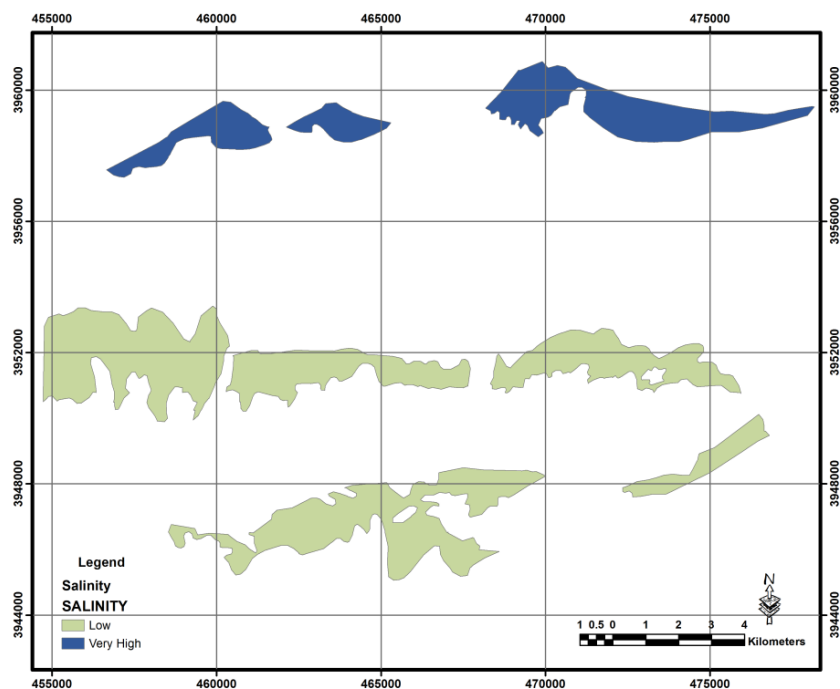 455000 460000 465000 470000 475000
3960000 3960000
3956000 3956000
3952000 3952000
3948000 3948000
3944000 3944000
Legend
Salinity
SALINITY
Low
Very High
N
1 0.5 0 1 2 3 4
Kilometers
455000 460000 465000 470000 475000